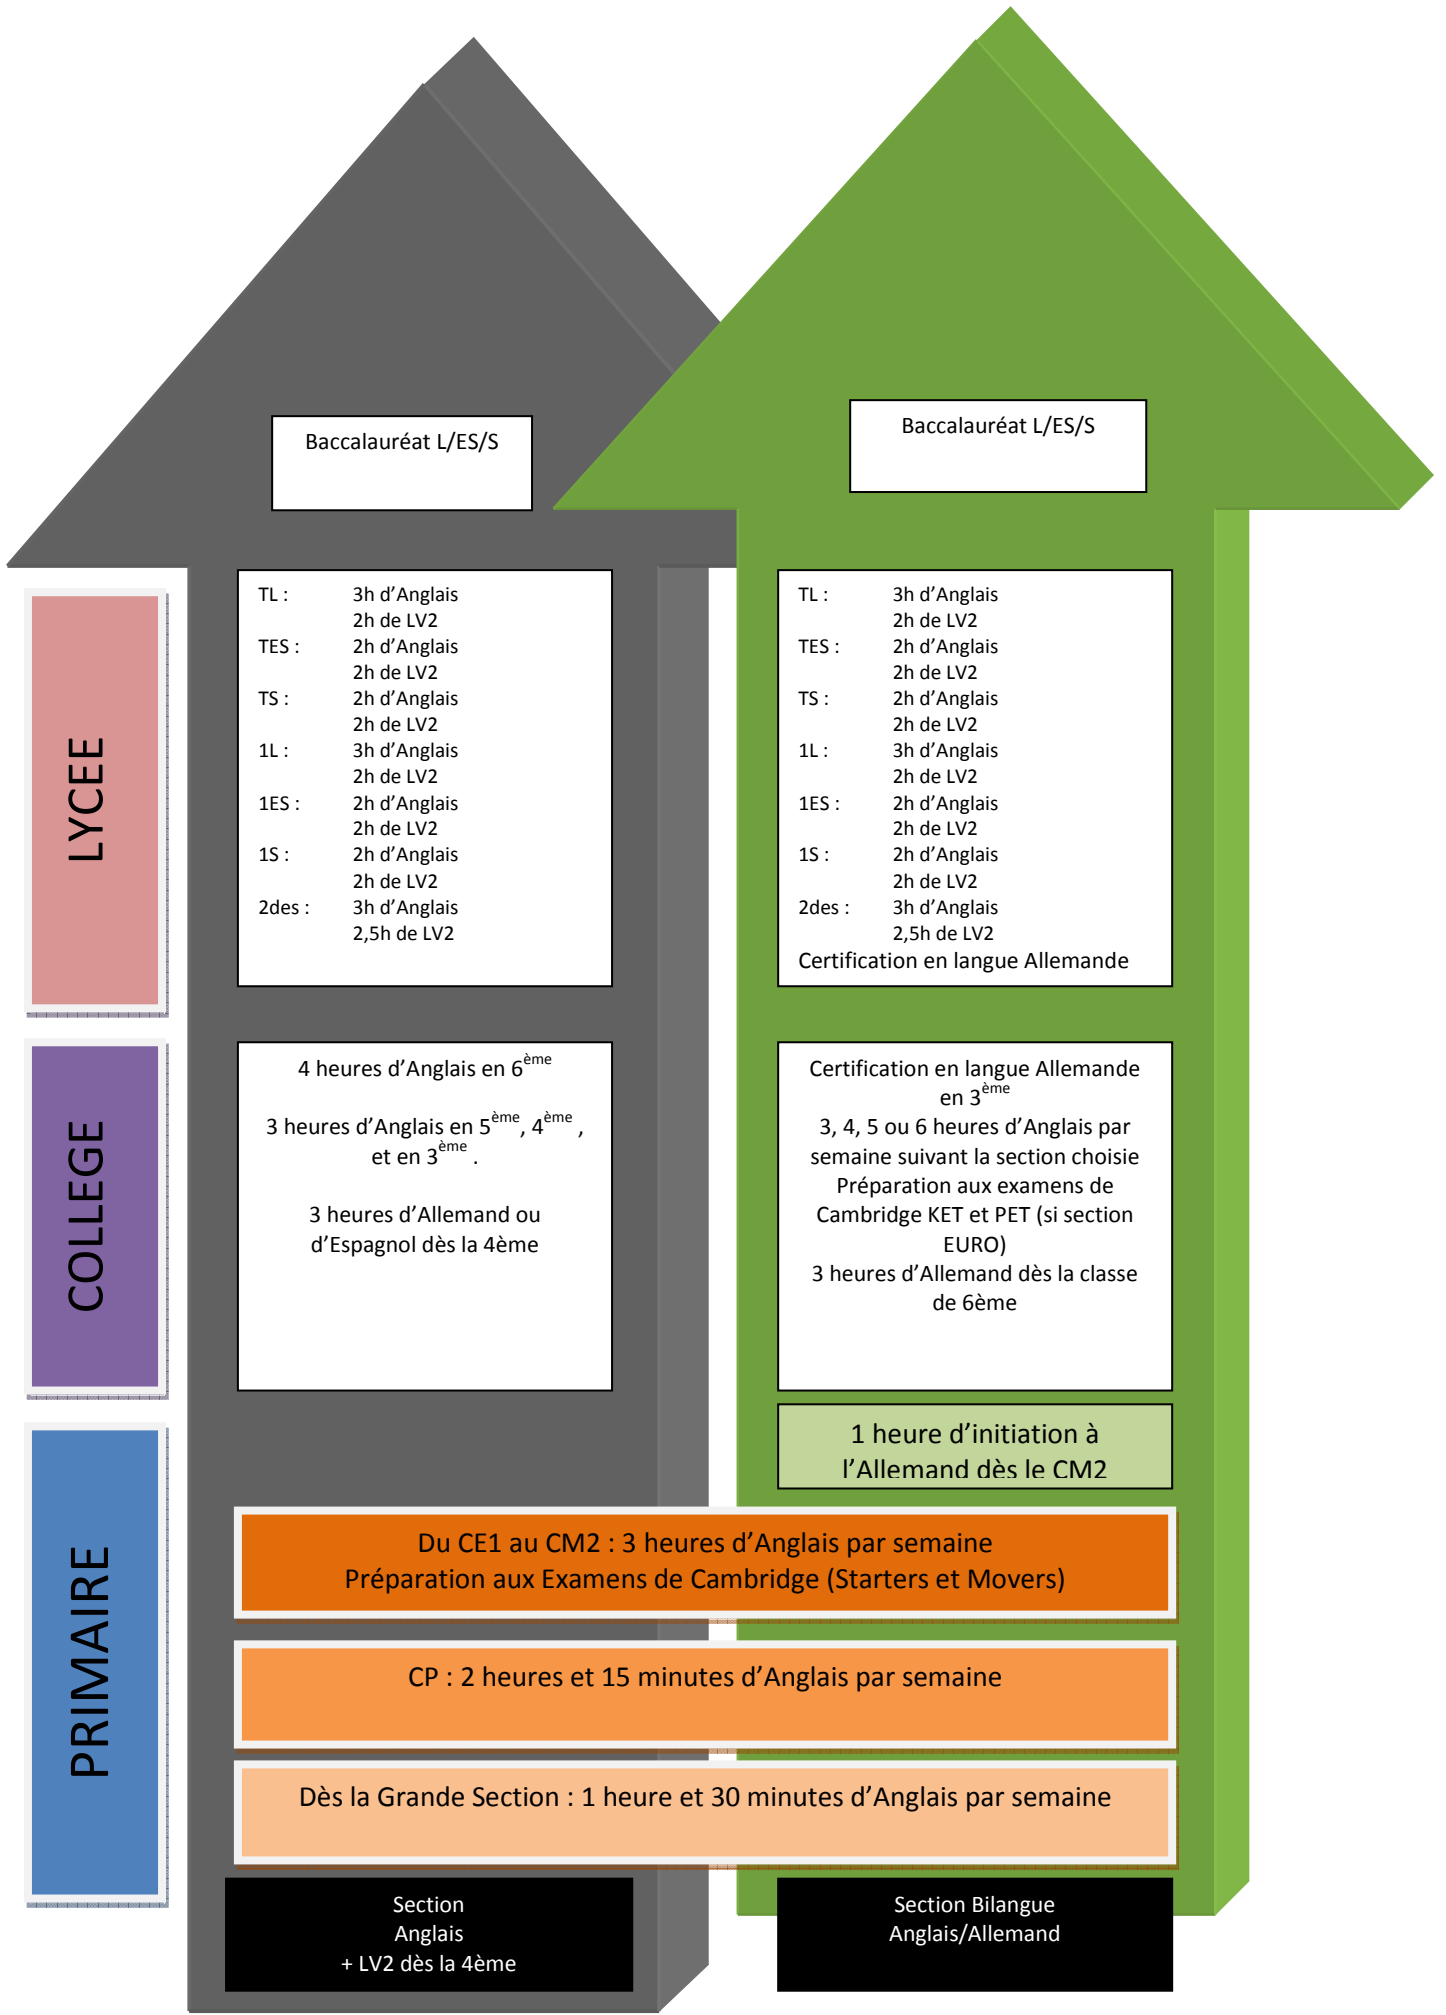 Baccalauréat L/ES/S
Baccalauréat L/ES/S
LYCEE
TL : 3h d’Anglais
2h de LV2
TES : 2h d’Anglais
2h de LV2
TS : 2h d’Anglais
2h de LV2
1L : 3h d’Anglais
2h de LV2
1ES : 2h d’Anglais
2h de LV2
1S : 2h d’Anglais
2h de LV2
2des : 3h d’Anglais
2,5h de LV2
TL : 3h d’Anglais
2h de LV2
TES : 2h d’Anglais
2h de LV2
TS : 2h d’Anglais
2h de LV2
1L : 3h d’Anglais
2h de LV2
1ES : 2h d’Anglais
2h de LV2
1S : 2h d’Anglais
2h de LV2
2des : 3h d’Anglais
2,5h de LV2
Certification en langue Allemande
COLLEGE
4 heures d’Anglais en 6ème
3 heures d’Anglais en 5ème, 4ème ,
et en 3ème .
3 heures d’Allemand ou
d’Espagnol dès la 4ème
Certification en langue Allemande
en 3ème
3, 4, 5 ou 6 heures d’Anglais par
semaine suivant la section choisie
Préparation aux examens de
Cambridge KET et PET (si section
EURO)
3 heures d’Allemand dès la classe
de 6ème
PRIMAIRE
1 heure d’initiation à
l’Allemand dès le CM2
Du CE1 au CM2 : 3 heures d’Anglais par semaine
Préparation aux Examens de Cambridge (Starters et Movers)
CP : 2 heures et 15 minutes d’Anglais par semaine
Dès la Grande Section : 1 heure et 30 minutes d’Anglais par semaine
Section
Anglais
+ LV2 dès la 4ème
Section Bilangue
Anglais/Allemand